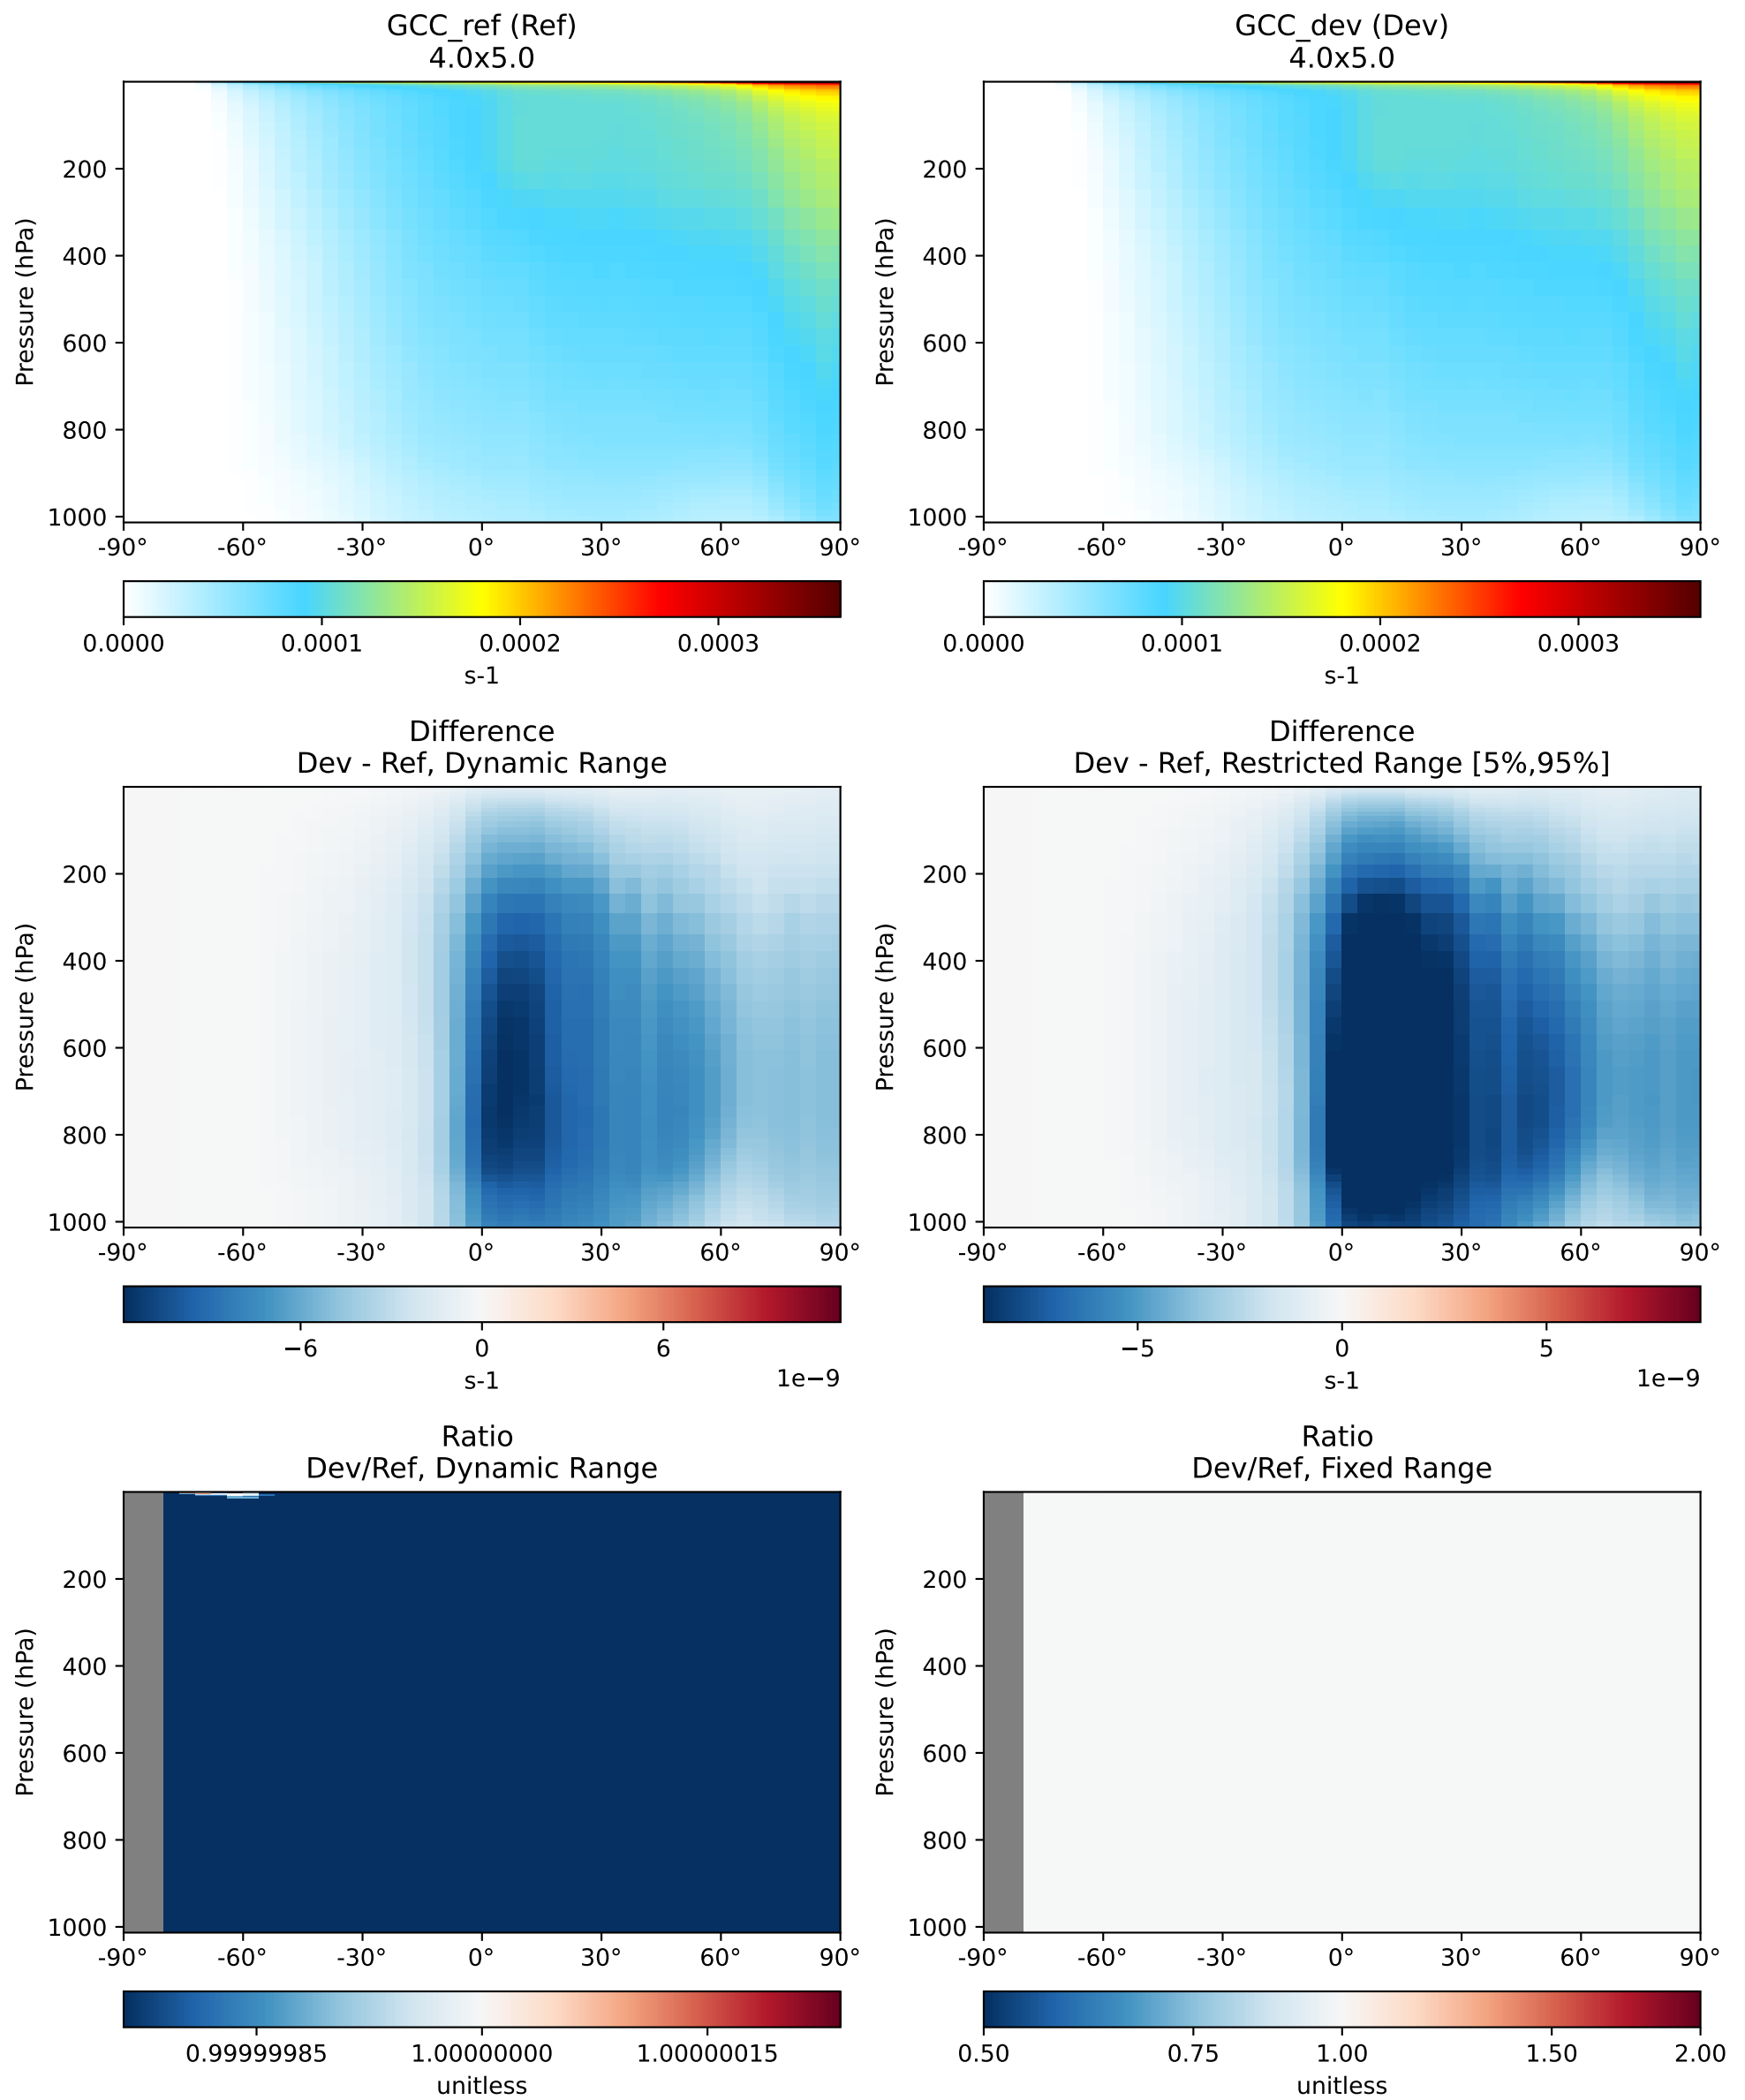 GCC_ref (Ref)
4.0x5.0
Pressure (hPa)
200
400
600
800
1000
-90° -60° -30° 0° 30° 60° 90°
0.0000 0.0001 0.0002 0.0003
s-1
GCC_dev (Dev)
4.0x5.0
Pressure (hPa)
200
400
600
800
1000
-90° -60° -30° 0° 30° 60° 90°
0.0000 0.0001 0.0002 0.0003
s-1
Difference
Dev - Ref, Dynamic Range
Pressure (hPa)
200
400
600
800
1000
-90° -60° -30° 0° 30° 60° 90°
−6 0 6
s-1 1e−9
Difference
Dev - Ref, Restricted Range [5%,95%]
Pressure (hPa)
200
400
600
800
1000
-90° -60° -30° 0° 30° 60° 90°
−5 0 5
s-1 1e−9
Ratio
Dev/Ref, Dynamic Range
Pressure (hPa)
200
400
600
800
1000
-90° -60° -30° 0° 30° 60° 90°
0.99999985 1.00000000 1.00000015
unitless
Ratio
Dev/Ref, Fixed Range
Pressure (hPa)
200
400
600
800
1000
-90° -60° -30° 0° 30° 60° 90°
0.50 0.75 1.00 1.50 2.00
unitless